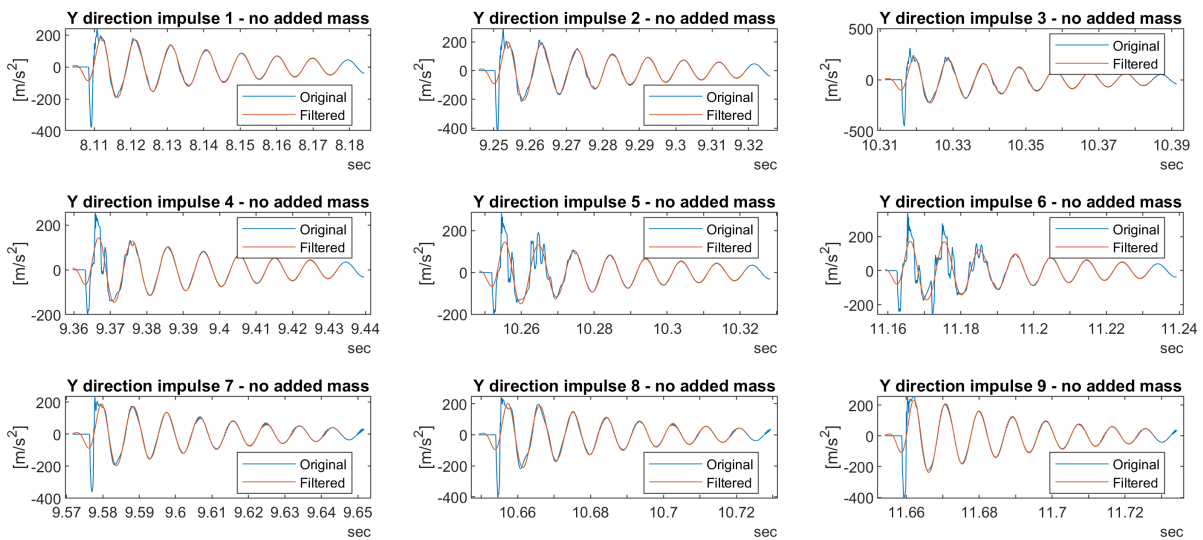 Y direction impulse 1 - no added mass
[m/s²]
200
0
-200
-400
Original
Filtered
8.11 8.12 8.13 8.14 8.15 8.16 8.17 8.18
sec
Y direction impulse 2 - no added mass
[m/s²]
200
0
-200
-400
Original
Filtered
9.25 9.26 9.27 9.28 9.29 9.3 9.31 9.32
sec
Y direction impulse 3 - no added mass
[m/s²]
500
0
-500
Original
Filtered
10.31 10.33 10.35 10.37 10.39
sec
Y direction impulse 4 - no added mass
[m/s²]
200
0
-200
Original
Filtered
9.36 9.37 9.38 9.39 9.4 9.41 9.42 9.43 9.44
sec
Y direction impulse 5 - no added mass
[m/s²]
200
0
-200
Original
Filtered
10.26 10.28 10.3 10.32
sec
Y direction impulse 6 - no added mass
[m/s²]
200
0
-200
Original
Filtered
11.16 11.18 11.2 11.22 11.24
sec
Y direction impulse 7 - no added mass
[m/s²]
200
0
-200
-400
Original
Filtered
9.57 9.58 9.59 9.6 9.61 9.62 9.63 9.64 9.65
sec
Y direction impulse 8 - no added mass
[m/s²]
200
0
-200
-400
Original
Filtered
10.66 10.68 10.7 10.72
sec
Y direction impulse 9 - no added mass
[m/s²]
200
0
-200
-400
Original
Filtered
11.66 11.68 11.7 11.72
sec